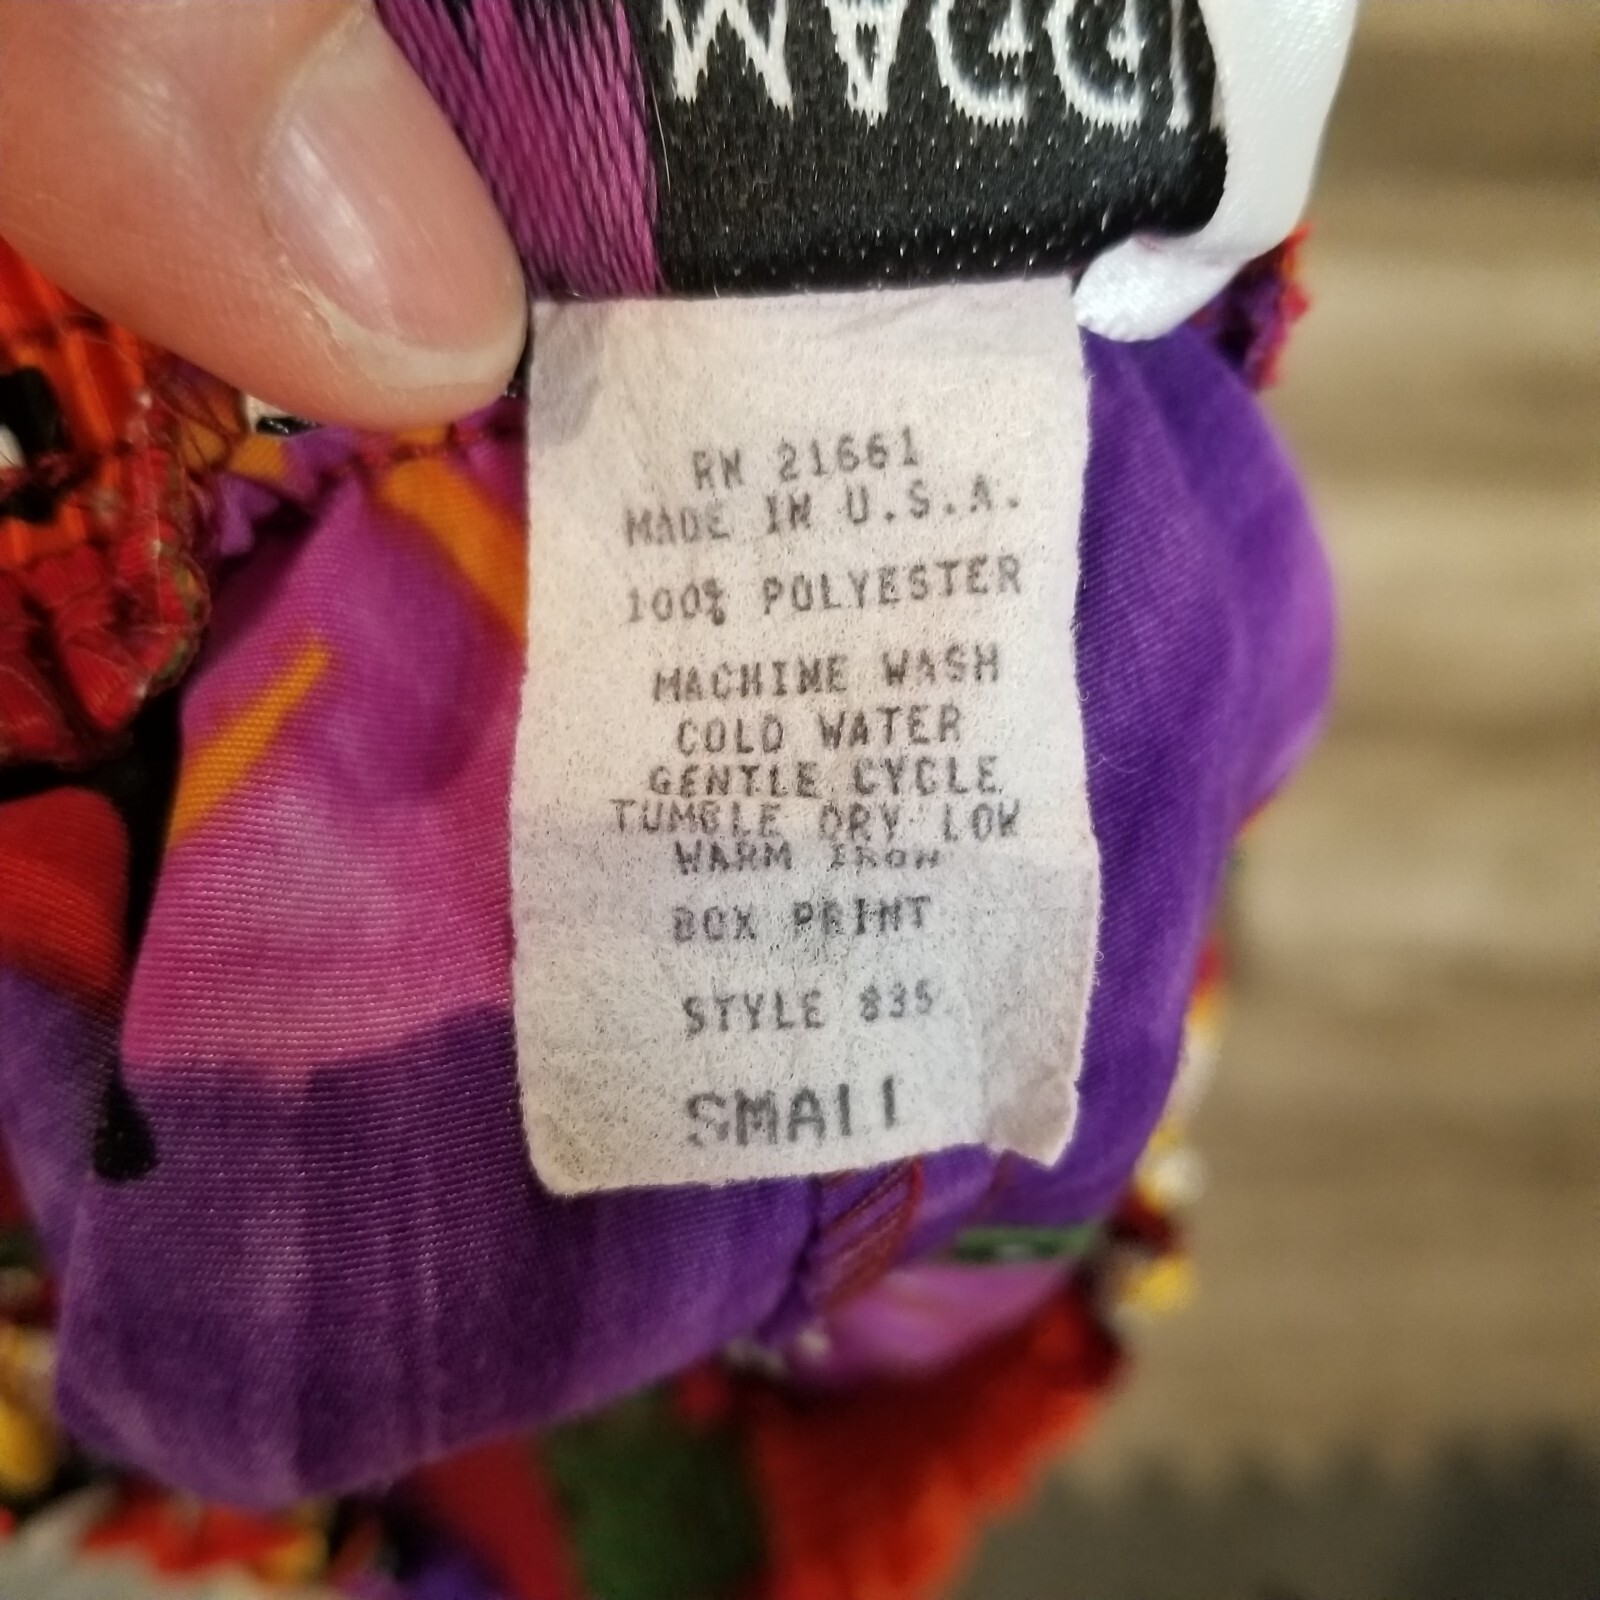 RN 21661
MADE IN U.S.A.
100% POLYESTER
MACHINE WASH
COLD WATER
GENTLE CYCLE
TUMBLE DRY LOW
WARM IRON
BOX PRINT
STYLE 835
SMALL